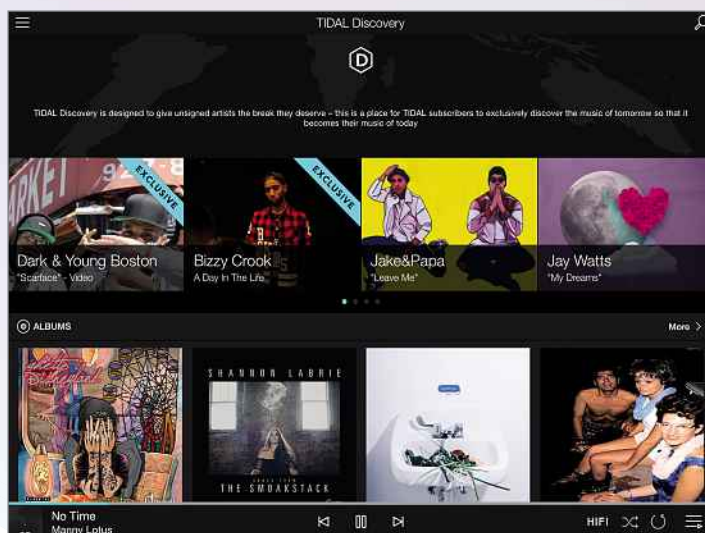 TIDAL Discovery
D
TIDAL Discovery is designed to give unsigned artists the break they deserve – this is a place for TIDAL subscribers to exclusively discover the music of tomorrow so that it
becomes their music of today
EXCLUSIVE
EXCLUSIVE
Dark & Young Boston
"Scarface" - Video
Bizzy Crook
A Day In The Life
Jake&Papa
"Leave Me"
Jay Watts
"My Dreams"
ALBUMS
More >
SHANNON LABRIE
THE SMOAKSTACK
No Time
Manny Lotus
HIFI